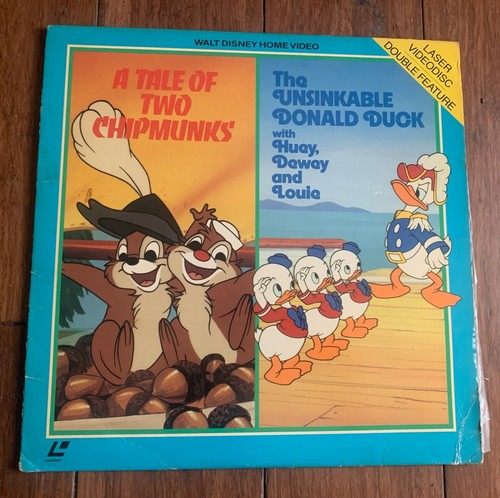 WALT DISNEY HOME VIDEO
LASER
VIDEODISC
DOUBLE FEATURE
A TALE OF
TWO
CHIPMUNKS
The
UNSINKABLE
DONALD DUCK
with
Huey,
Dewey
and
Louie